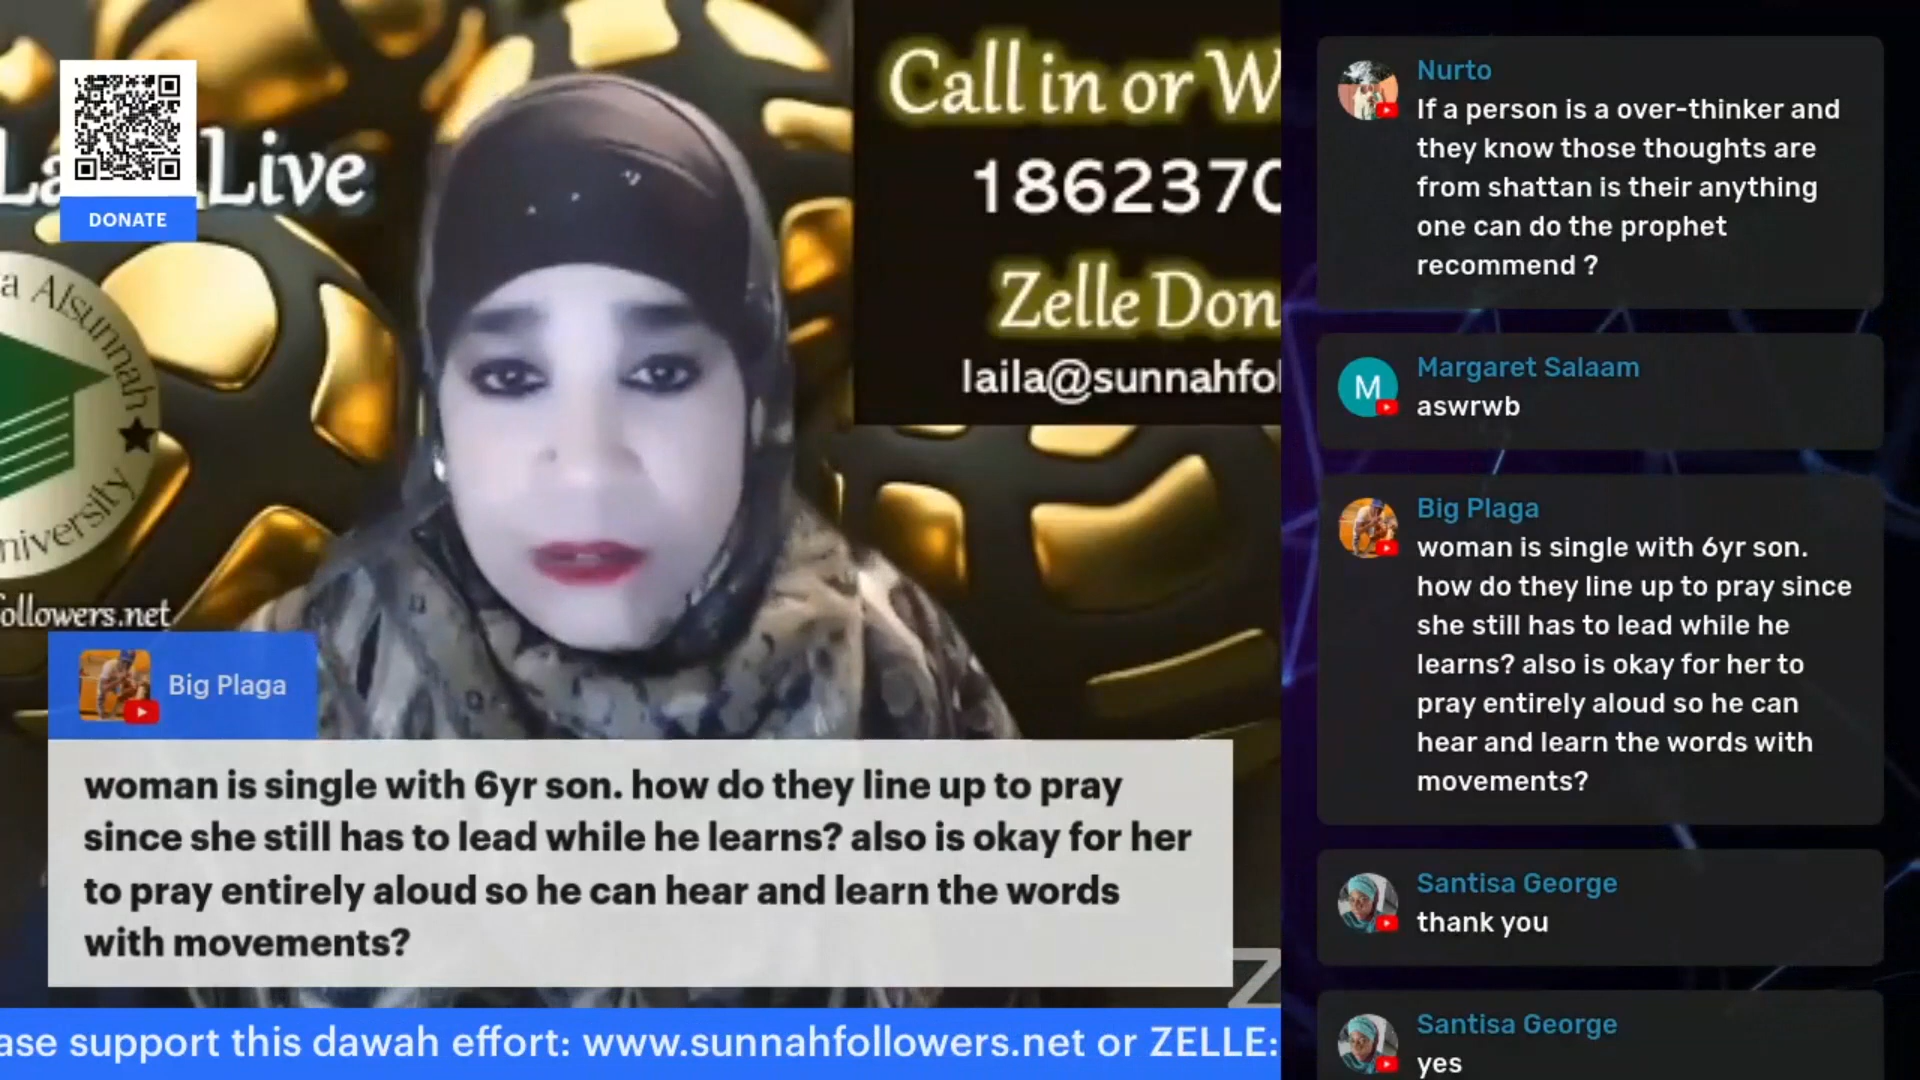 DONATE
Live
a Alsunnah
niversity
followers.net
Call in or W
1862370
Zelle Don
laila@sunnahfol
Big Plaga
woman is single with 6yr son. how do they line up to pray
since she still has to lead while he learns? also is okay for her
to pray entirely aloud so he can hear and learn the words
with movements?
ase support this dawah effort: www.sunnahfollowers.net or ZELLE:
Nurto
If a person is a over-thinker and
they know those thoughts are
from shattan is their anything
one can do the prophet
recommend ?
M
Margaret Salaam
aswrwb
Big Plaga
woman is single with 6yr son.
how do they line up to pray since
she still has to lead while he
learns? also is okay for her to
pray entirely aloud so he can
hear and learn the words with
movements?
Santisa George
thank you
Santisa George
yes